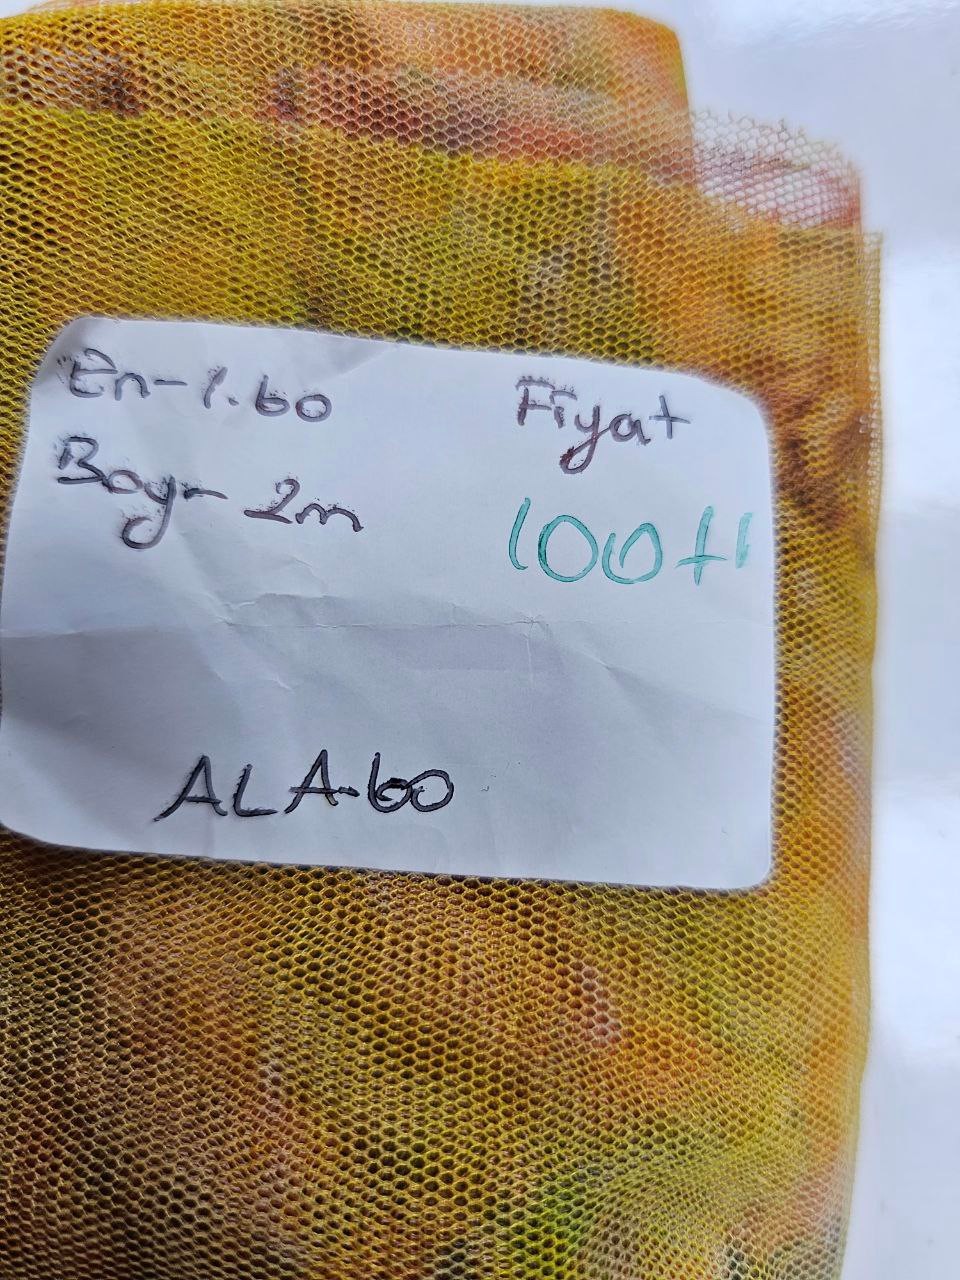 En-1.60
Boy- 2m
Fiyat
100tl
ALA.60